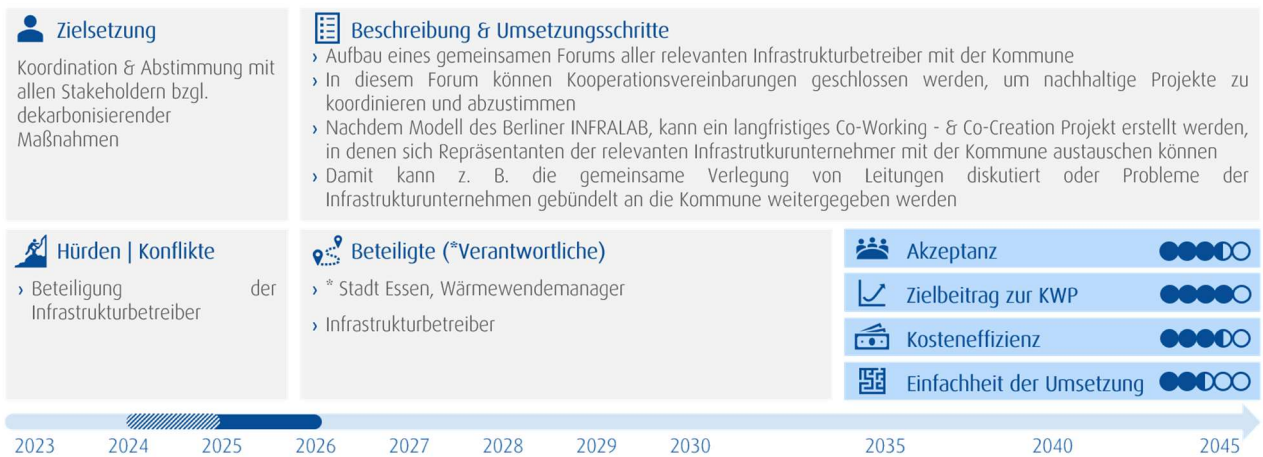 Zielsetzung
Koordination & Abstimmung mit
allen Stakeholdern bzgl.
dekarbonisierender
Maßnahmen
Beschreibung & Umsetzungsschritte
› Aufbau eines gemeinsamen Forums aller relevanten Infrastrukturbetreiber mit der Kommune
› In diesem Forum können Kooperationsvereinbarungen geschlossen werden, um nachhaltige Projekte zu
koordinieren und abzustimmen
› Nachdem Modell des Berliner INFRALAB, kann ein langfristiges Co-Working - & Co-Creation Projekt erstellt werden,
in denen sich Repräsentanten der relevanten Infrastrutkurunternehmer mit der Kommune austauschen können
› Damit kann z. B. die gemeinsame Verlegung von Leitungen diskutiert oder Probleme der
Infrastrukturunternehmen gebündelt an die Kommune weitergegeben werden
Hürden | Konflikte
› Beteiligung der
Infrastrukturbetreiber
Beteiligte (*Verantwortliche)
› * Stadt Essen, Wärmewendemanager
› Infrastrukturbetreiber
Akzeptanz
Zielbeitrag zur KWP
Kosteneffizienz
Einfachheit der Umsetzung
2023 2024 2025 2026 2027 2028 2029 2030 2035 2040 2045